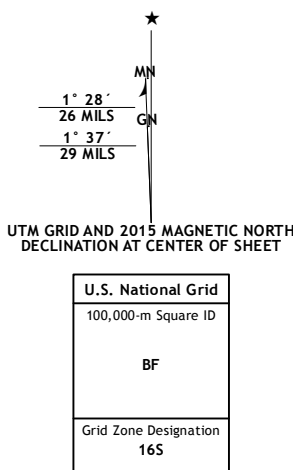 ★
MN
1° 28´
26 MILS
GN
1° 37´
29 MILS
UTM GRID AND 2015 MAGNETIC NORTH
DECLINATION AT CENTER OF SHEET
U.S. National Grid
100,000-m Square ID
BF
Grid Zone Designation
16S